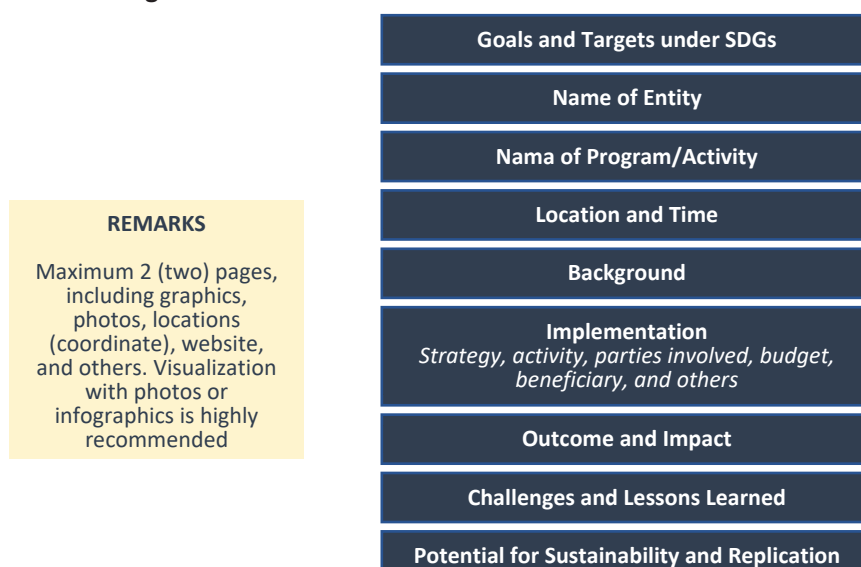 Goals and Targets under SDGs
Name of Entity
Nama of Program/Activity
Location and Time
Background
Implementation
Strategy, activity, parties involved, budget,
beneficiary, and others
Outcome and Impact
Challenges and Lessons Learned
Potential for Sustainability and Replication
REMARKS
Maximum 2 (two) pages,
including graphics,
photos, locations
(coordinate), website,
and others. Visualization
with photos or
infographics is highly
recommended